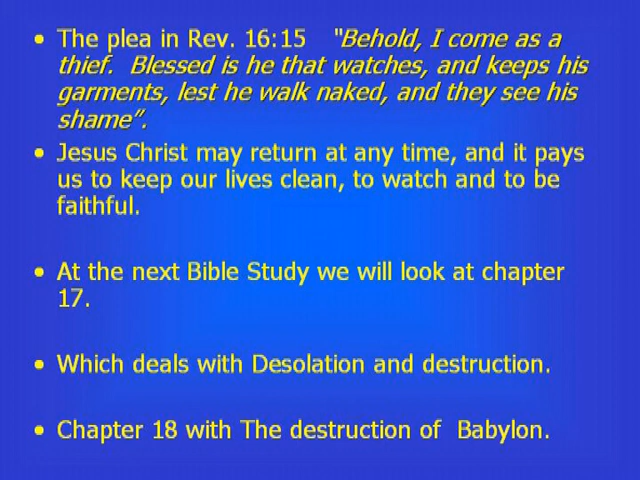 • The plea in Rev. 16:15 "Behold, I come as a
thief. Blessed is he that watches, and keeps his
garments, lest he walk naked, and they see his
shame".
• Jesus Christ may return at any time, and it pays
us to keep our lives clean, to watch and to be
faithful.
• At the next Bible Study we will look at chapter
17.
• Which deals with Desolation and destruction.
• Chapter 18 with The destruction of Babylon.